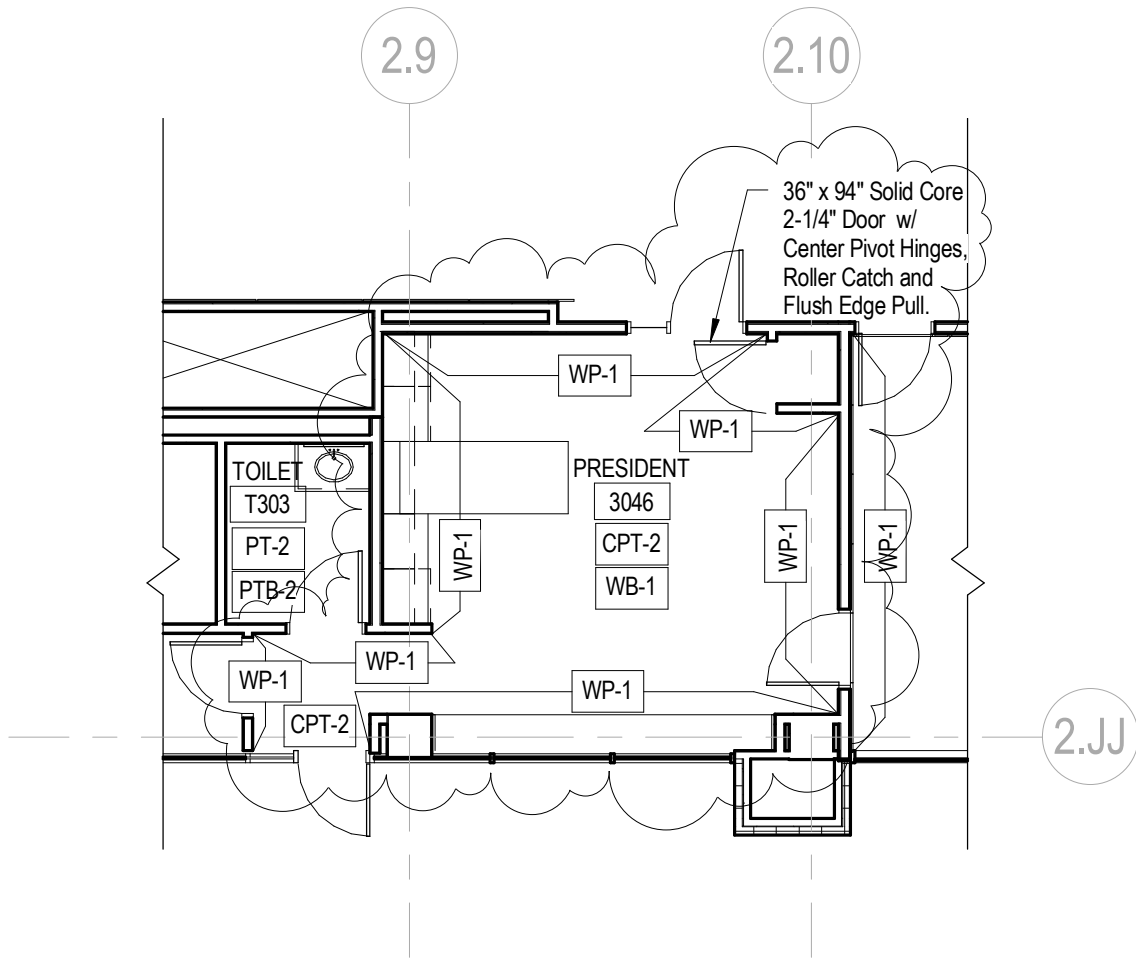 2.9
2.10
36" x 94" Solid Core
2-1/4" Door w/
Center Pivot Hinges,
Roller Catch and
Flush Edge Pull.
WP-1
WP-1
TOILET
T303
PT-2
PTB-2
PRESIDENT
3046
CPT-2
WB-1
WP-1
WP-1
WP-1
WP-1
WP-1
WP-1
CPT-2
2.JJ